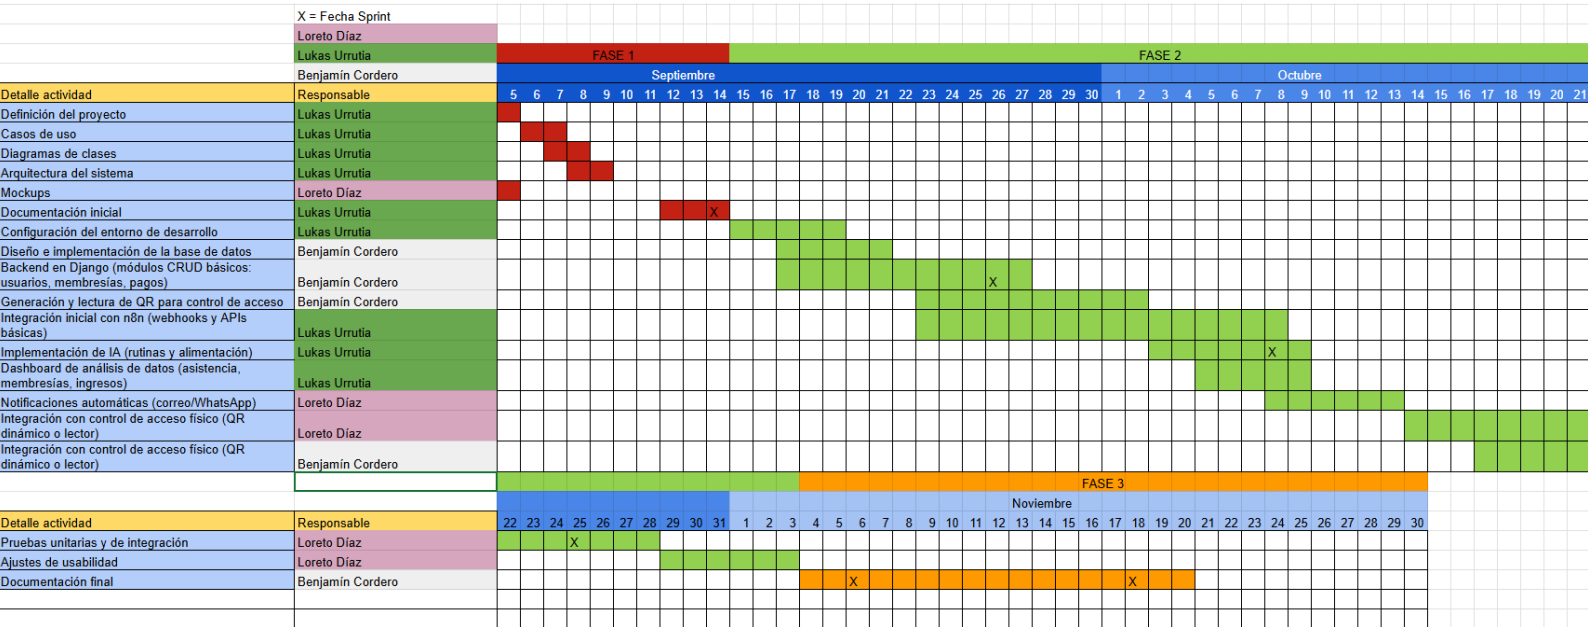 X = Fecha Sprint
Loreto Díaz
Lukas Urrutia FASE 1 FASE 2
Benjamín Cordero Septiembre Octubre
Detalle actividad Responsable 5 6 7 8 9 10 11 12 13 14 15 16 17 18 19 20 21 22 23 24 25 26 27 28 29 30 1 2 3 4 5 6 7 8 9 10 11 12 13 14 15 16 17 18 19 20 21
Definición del proyecto Lukas Urrutia
Casos de uso Lukas Urrutia
Diagramas de clases Lukas Urrutia
Arquitectura del sistema Lukas Urrutia
Mockups Loreto Díaz
Documentación inicial Lukas Urrutia X
Configuración del entorno de desarrollo Lukas Urrutia
Diseño e implementación de la base de datos Benjamín Cordero
Backend en Django (módulos CRUD básicos:
usuarios, membresías, pagos) Benjamín Cordero X
Generación y lectura de QR para control de acceso Benjamín Cordero
Integración inicial con n8n (webhooks y APIs
básicas) Lukas Urrutia
Implementación de IA (rutinas y alimentación) Lukas Urrutia X
Dashboard de análisis de datos (asistencia,
membresías, ingresos) Lukas Urrutia
Notificaciones automáticas (correo/WhatsApp) Loreto Díaz
Integración con control de acceso físico (QR
dinámico o lector) Loreto Díaz
Integración con control de acceso físico (QR
dinámico o lector) Benjamín Cordero
FASE 3
Noviembre
Detalle actividad Responsable 22 23 24 25 26 27 28 29 30 31 1 2 3 4 5 6 7 8 9 10 11 12 13 14 15 16 17 18 19 20 21 22 23 24 25 26 27 28 29 30
Pruebas unitarias y de integración Loreto Díaz X
Ajustes de usabilidad Loreto Díaz
Documentación final Benjamín Cordero X X